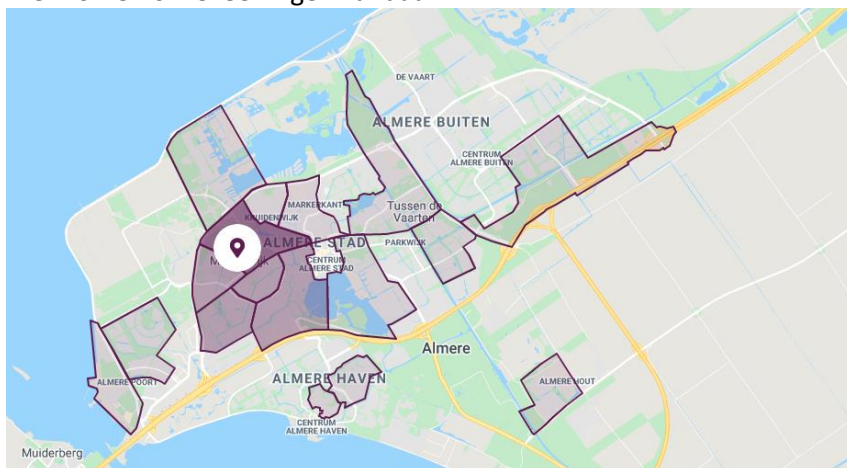 DE VAART
ALMERE BUITEN
CENTRUM
ALMERE BUITEN
MARKERKANT
Tussen de
Vaarten
KRUIDENWIJK
ALMERE STAD
PARKWIJK
CENTRUM
ALMERE STAD
Almere
ALMERE POORT
ALMERE HAVEN
ALMERE HOUT
CENTRUM
ALMERE HAVEN
Muiderberg